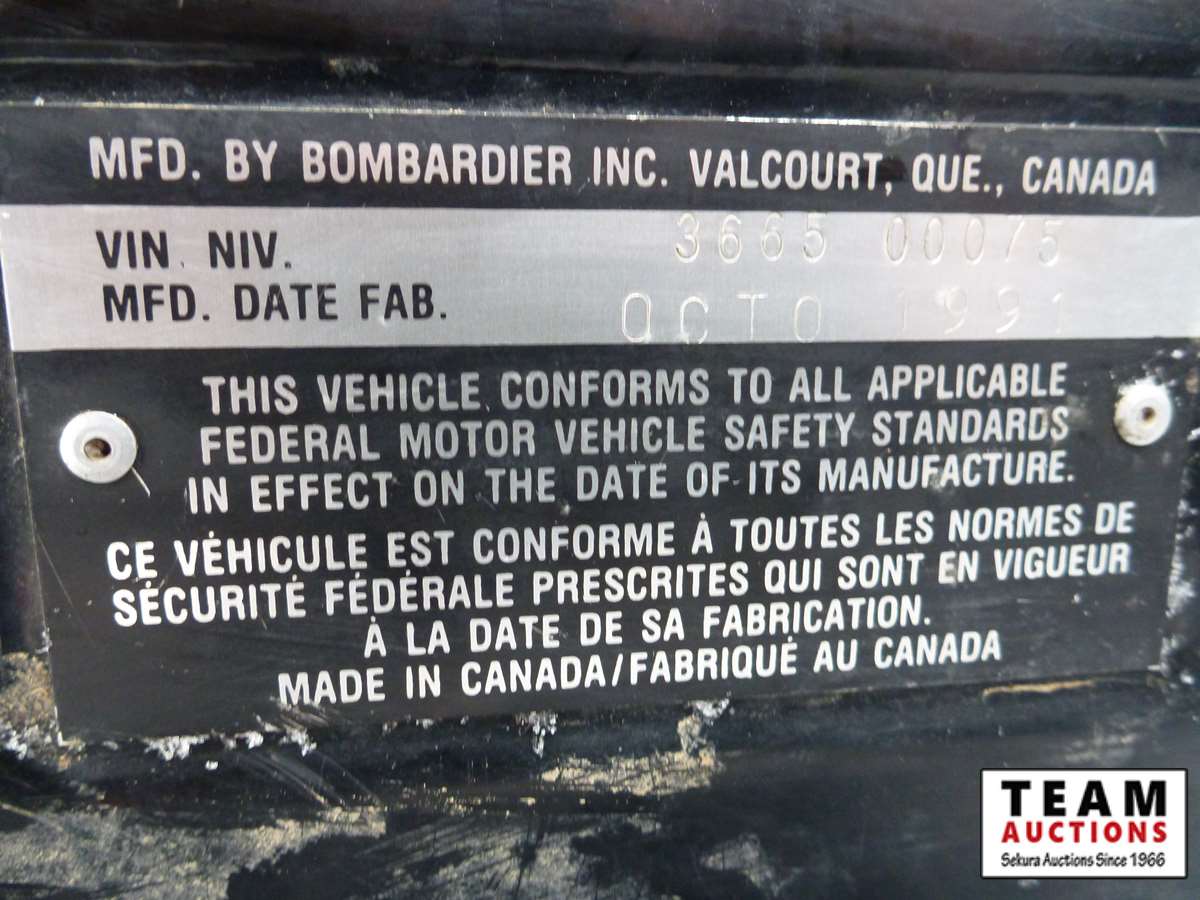 MFD. BY BOMBARDIER INC. VALCOURT, QUE., CANADA
VIN. NIV. 3665 00075
MFD. DATE FAB. OCTO 1991
THIS VEHICLE CONFORMS TO ALL APPLICABLE
FEDERAL MOTOR VEHICLE SAFETY STANDARDS
IN EFFECT ON THE DATE OF ITS MANUFACTURE.
CE VÉHICULE EST CONFORME À TOUTES LES NORMES DE
SÉCURITÉ FÉDÉRALE PRESCRITES QUI SONT EN VIGUEUR
À LA DATE DE SA FABRICATION.
MADE IN CANADA/FABRIQUÉ AU CANADA
TEAM
AUCTIONS
Sekura Auctions Since 1966